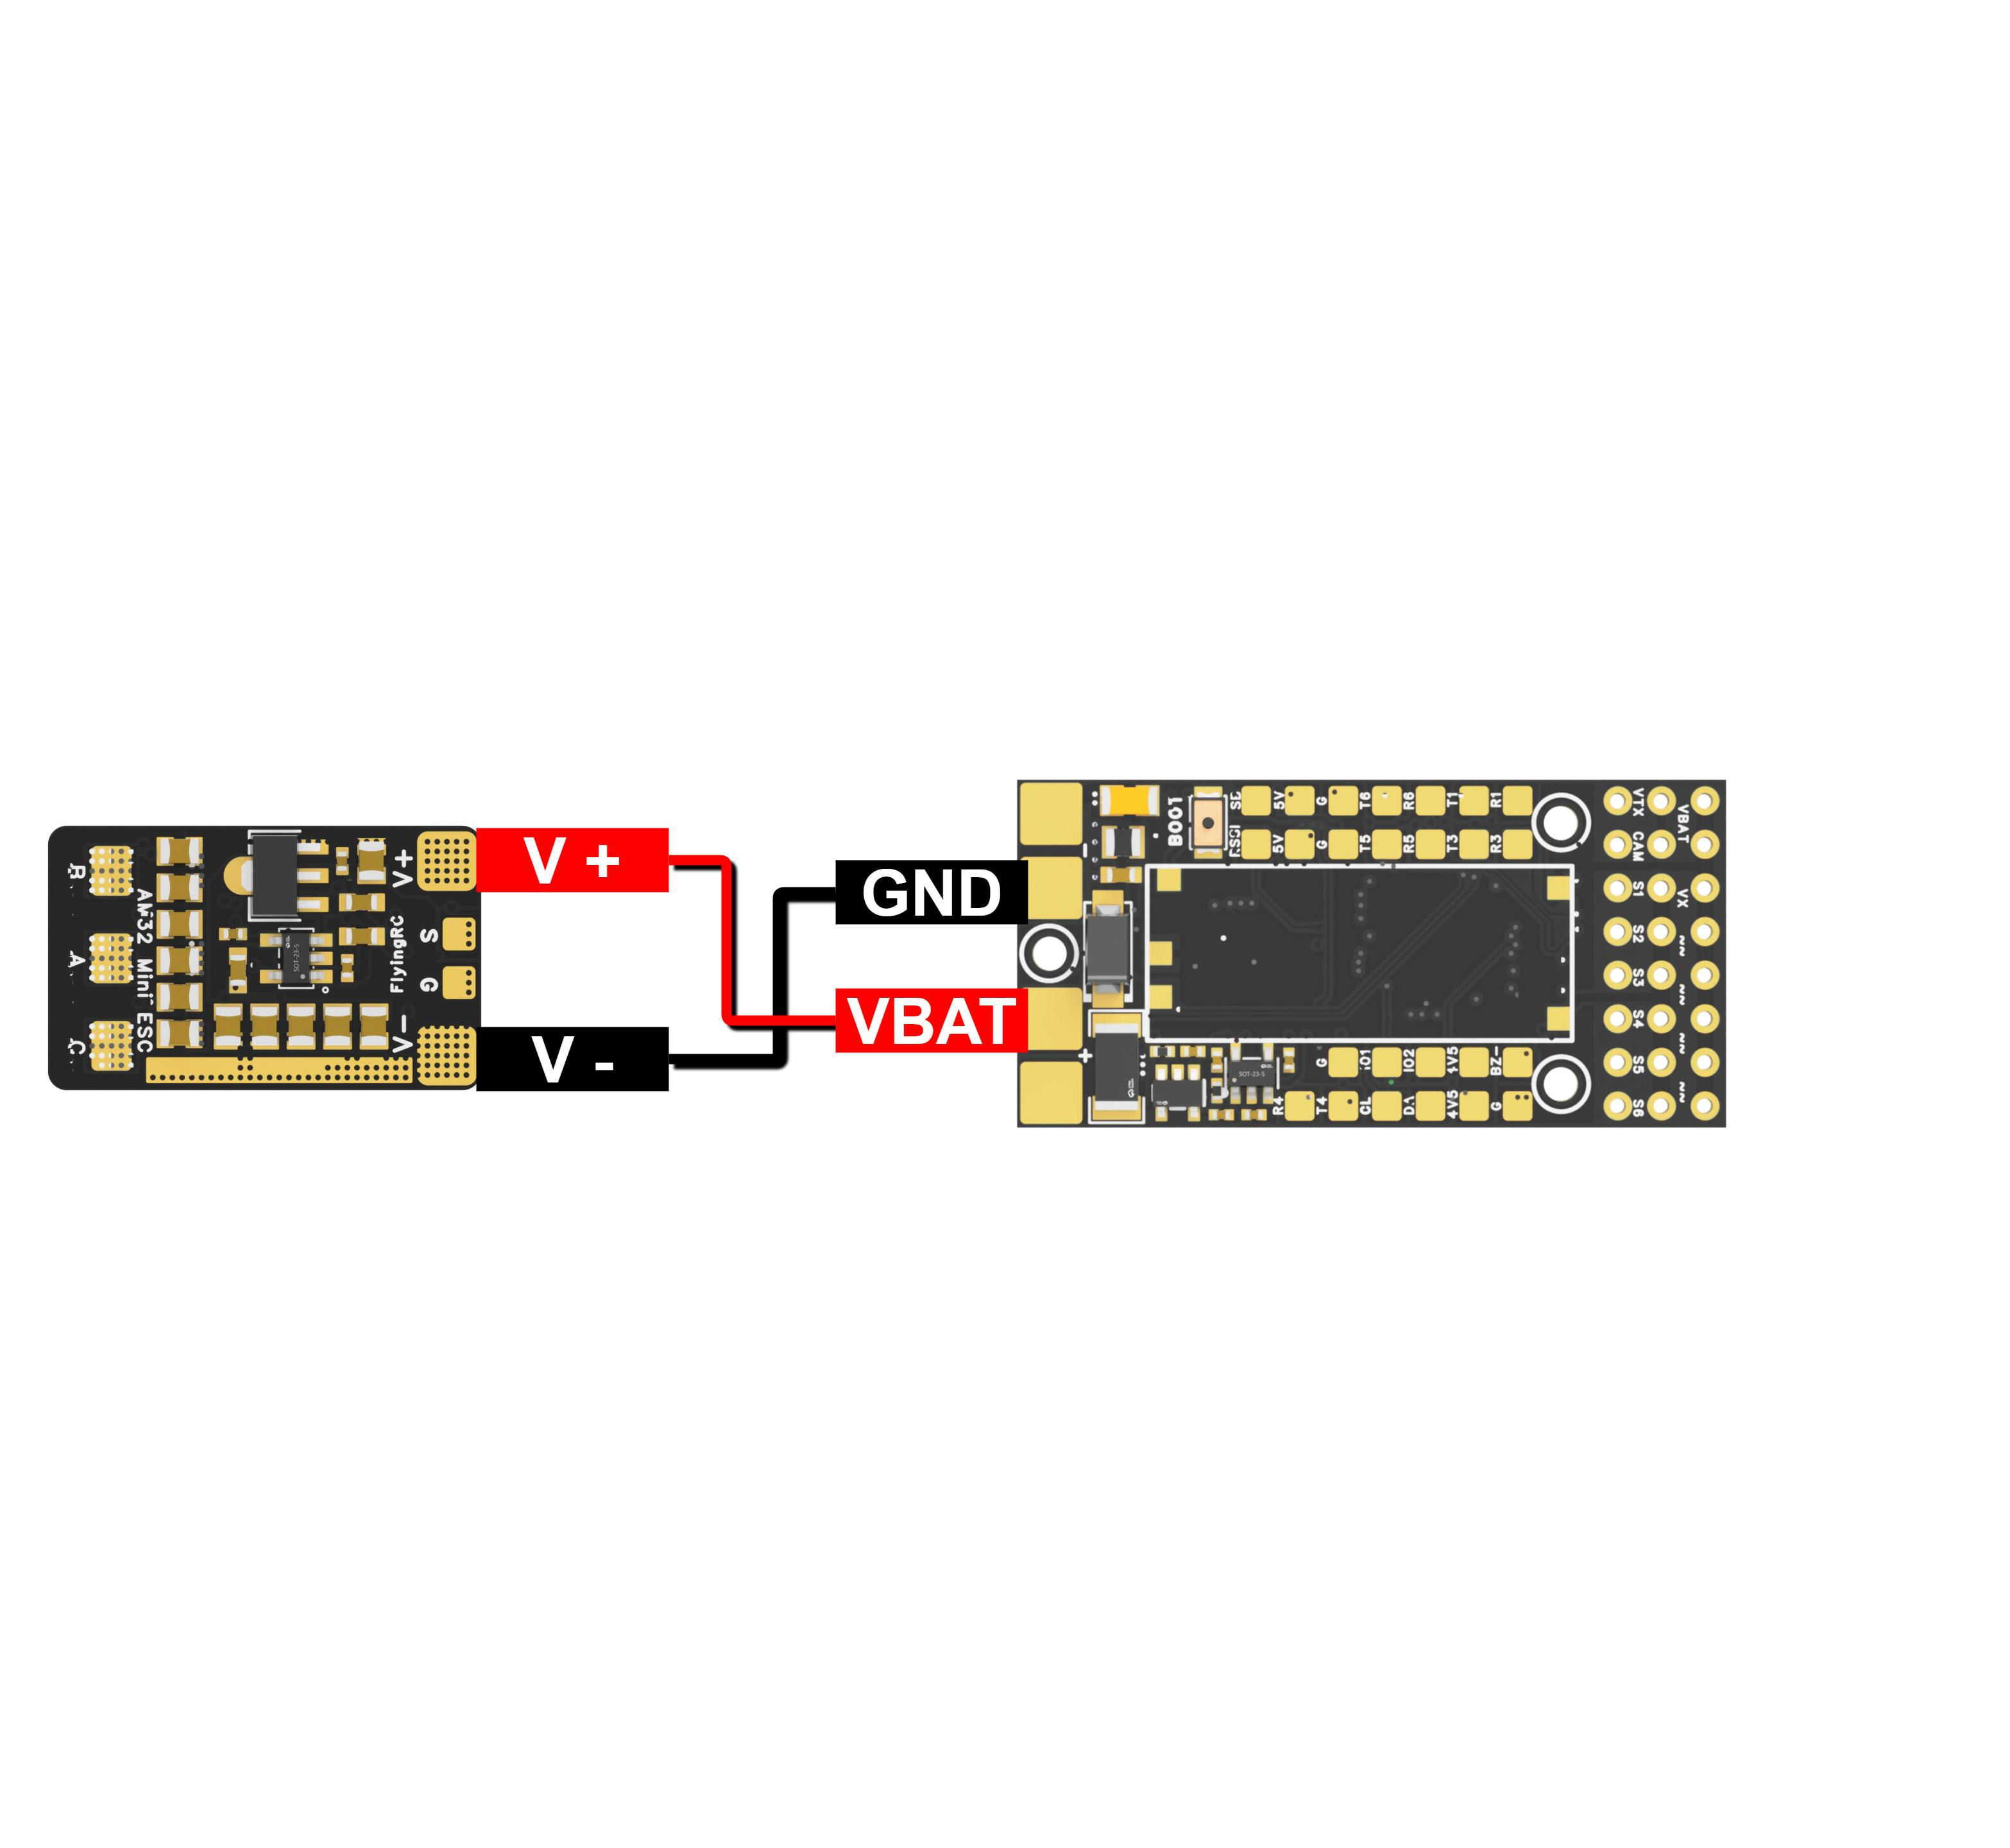 V +
V -
GND
VBAT
B
A
C
AM32 Mini ESC
FlyingRC
V+
S
G
V-
-
+
BOOT
5V
G
T6
R6
T1
R1
RSSI
5V
G
T5
R5
T3
R3
G
IO2
4V5
BZ-
R4
T4
CL
DA
4V5
G
SOT-23-5
SOT-23-5
VTX
CAM
VBAT
VX
S1
S2
S3
S4
S5
S6